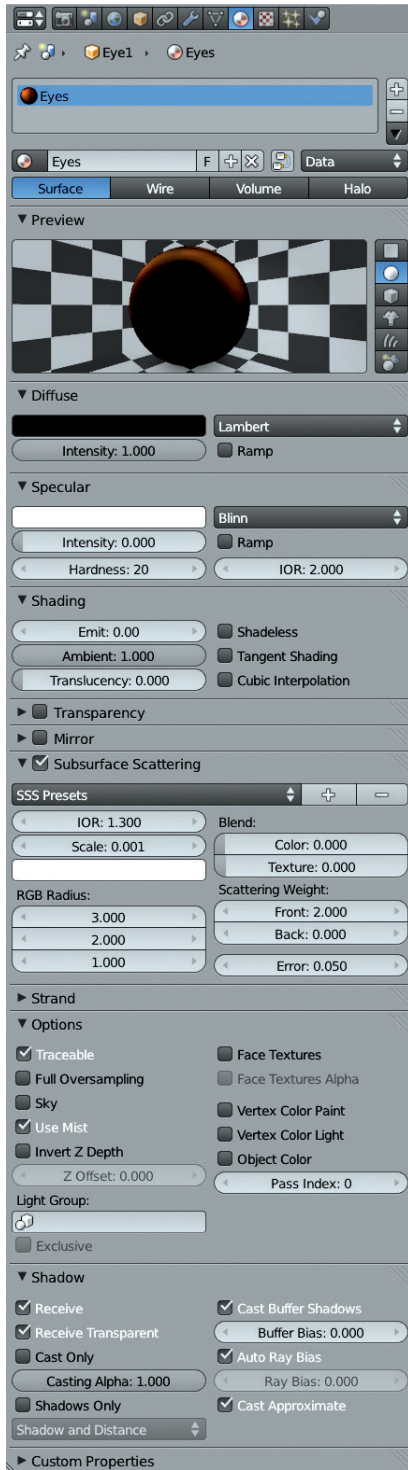 Eye1 Eyes
Eyes
Eyes F Data
Surface Wire Volume Halo
Preview
Diffuse
Lambert
Intensity: 1.000 Ramp
Specular
Blinn
Intensity: 0.000 Ramp
Hardness: 20 IOR: 2.000
Shading
Emit: 0.00 Shadeless
Ambient: 1.000 Tangent Shading
Translucency: 0.000 Cubic Interpolation
Transparency
Mirror
Subsurface Scattering
SSS Presets
IOR: 1.300 Blend:
Scale: 0.001 Color: 0.000
Texture: 0.000
RGB Radius: Scattering Weight:
3.000 Front: 2.000
2.000 Back: 0.000
1.000 Error: 0.050
Strand
Options
Traceable Face Textures
Full Oversampling Face Textures Alpha
Sky Vertex Color Paint
Use Mist Vertex Color Light
Invert Z Depth Object Color
Z Offset: 0.000 Pass Index: 0
Light Group:
Exclusive
Shadow
Receive Cast Buffer Shadows
Receive Transparent Buffer Bias: 0.000
Cast Only Auto Ray Bias
Casting Alpha: 1.000 Ray Bias: 0.000
Shadows Only Cast Approximate
Shadow and Distance
Custom Properties